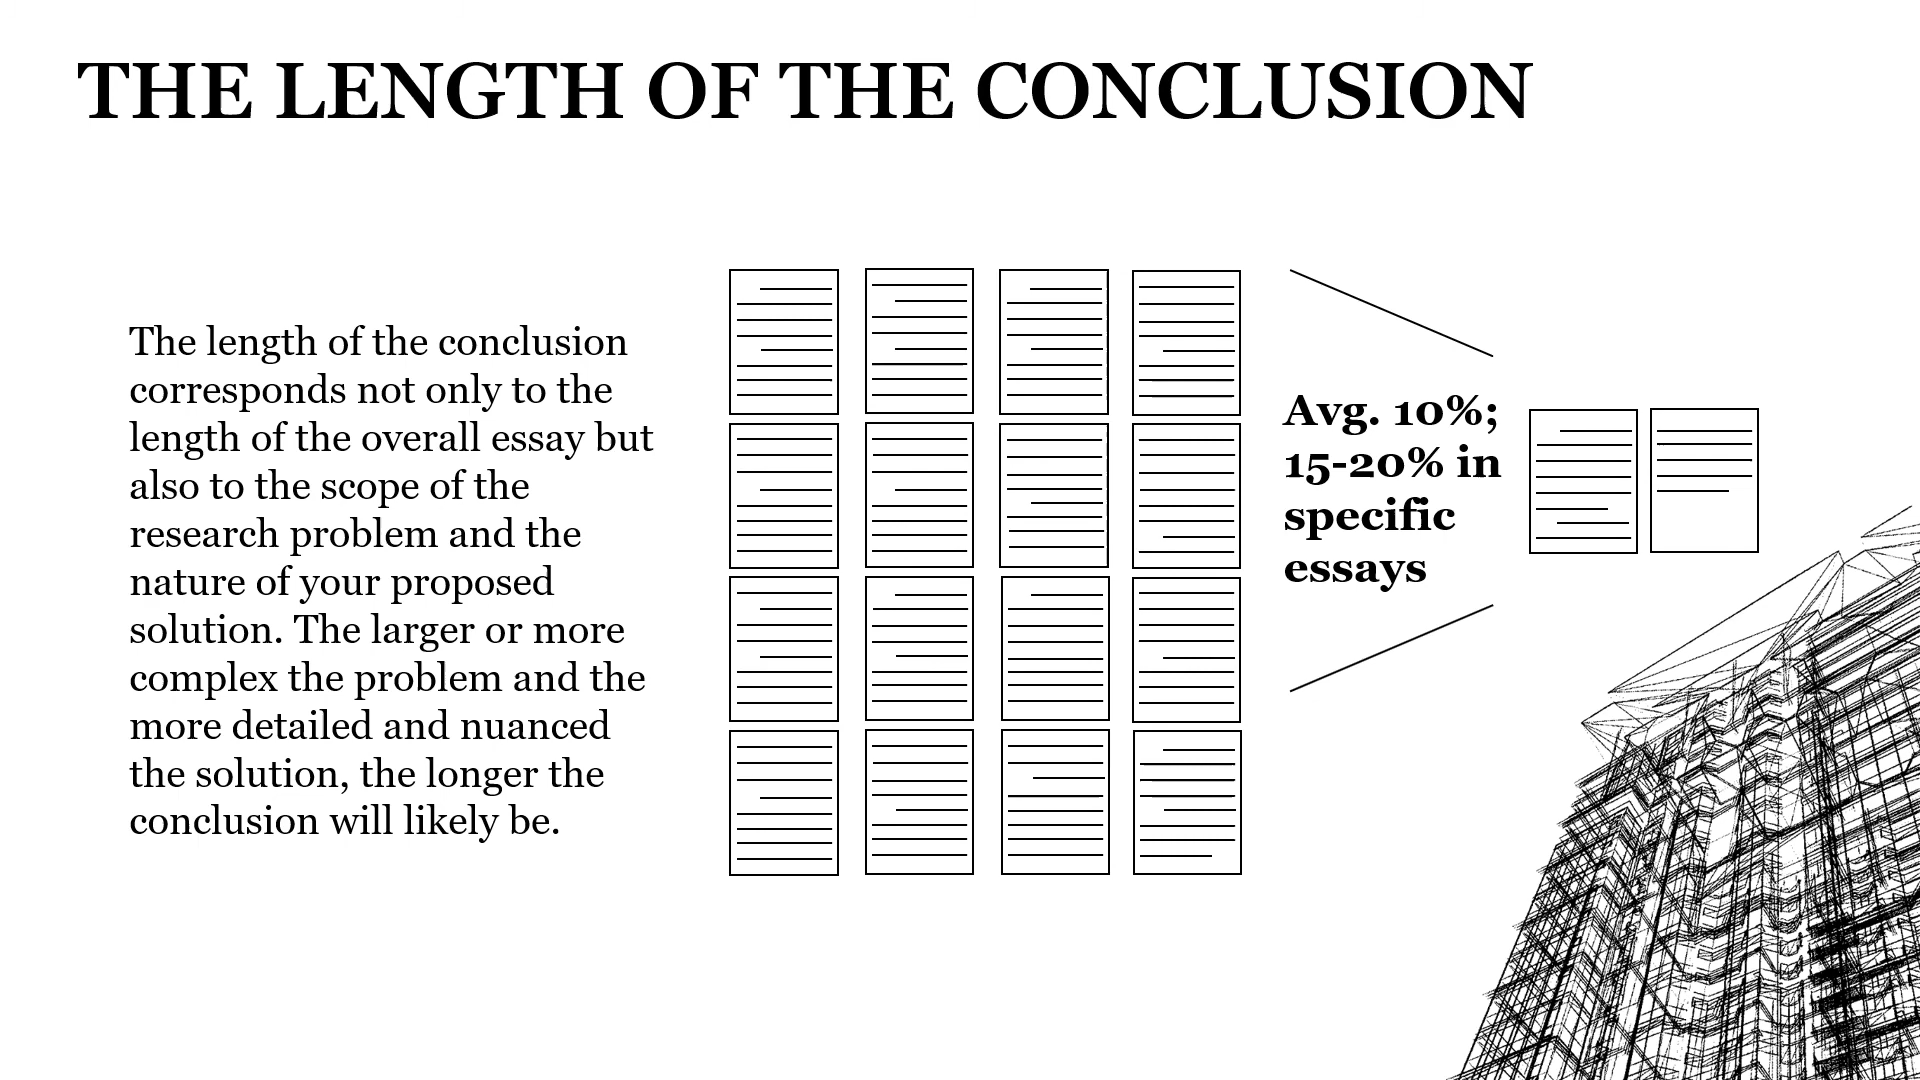 THE LENGTH OF THE CONCLUSION
The length of the conclusion
corresponds not only to the
length of the overall essay but
also to the scope of the
research problem and the
nature of your proposed
solution. The larger or more
complex the problem and the
more detailed and nuanced
the solution, the longer the
conclusion will likely be.
Avg. 10%;
15-20% in
specific
essays